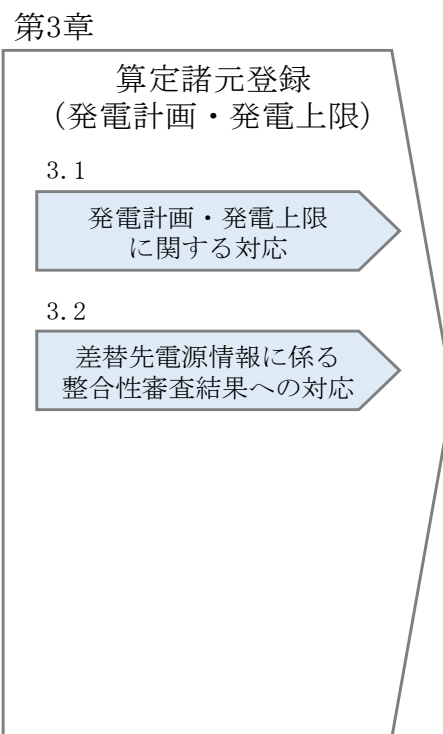 第3章
算定諸元登録
(発電計画・発電上限)
3.1
発電計画・発電上限
に関する対応
3.2
差替先電源情報に係る
整合性審査結果への対応